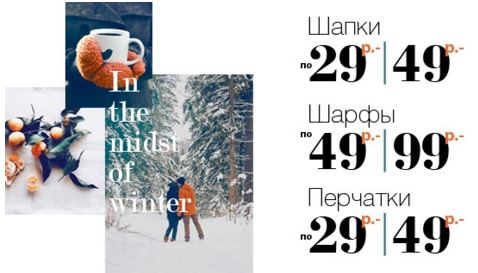 In
the
midst
of
winter
Шапки
по 29 р.- | 49 р.-
Шарфы
по 49 р.- | 99 р.-
Перчатки
по 29 р.- | 49 р.-